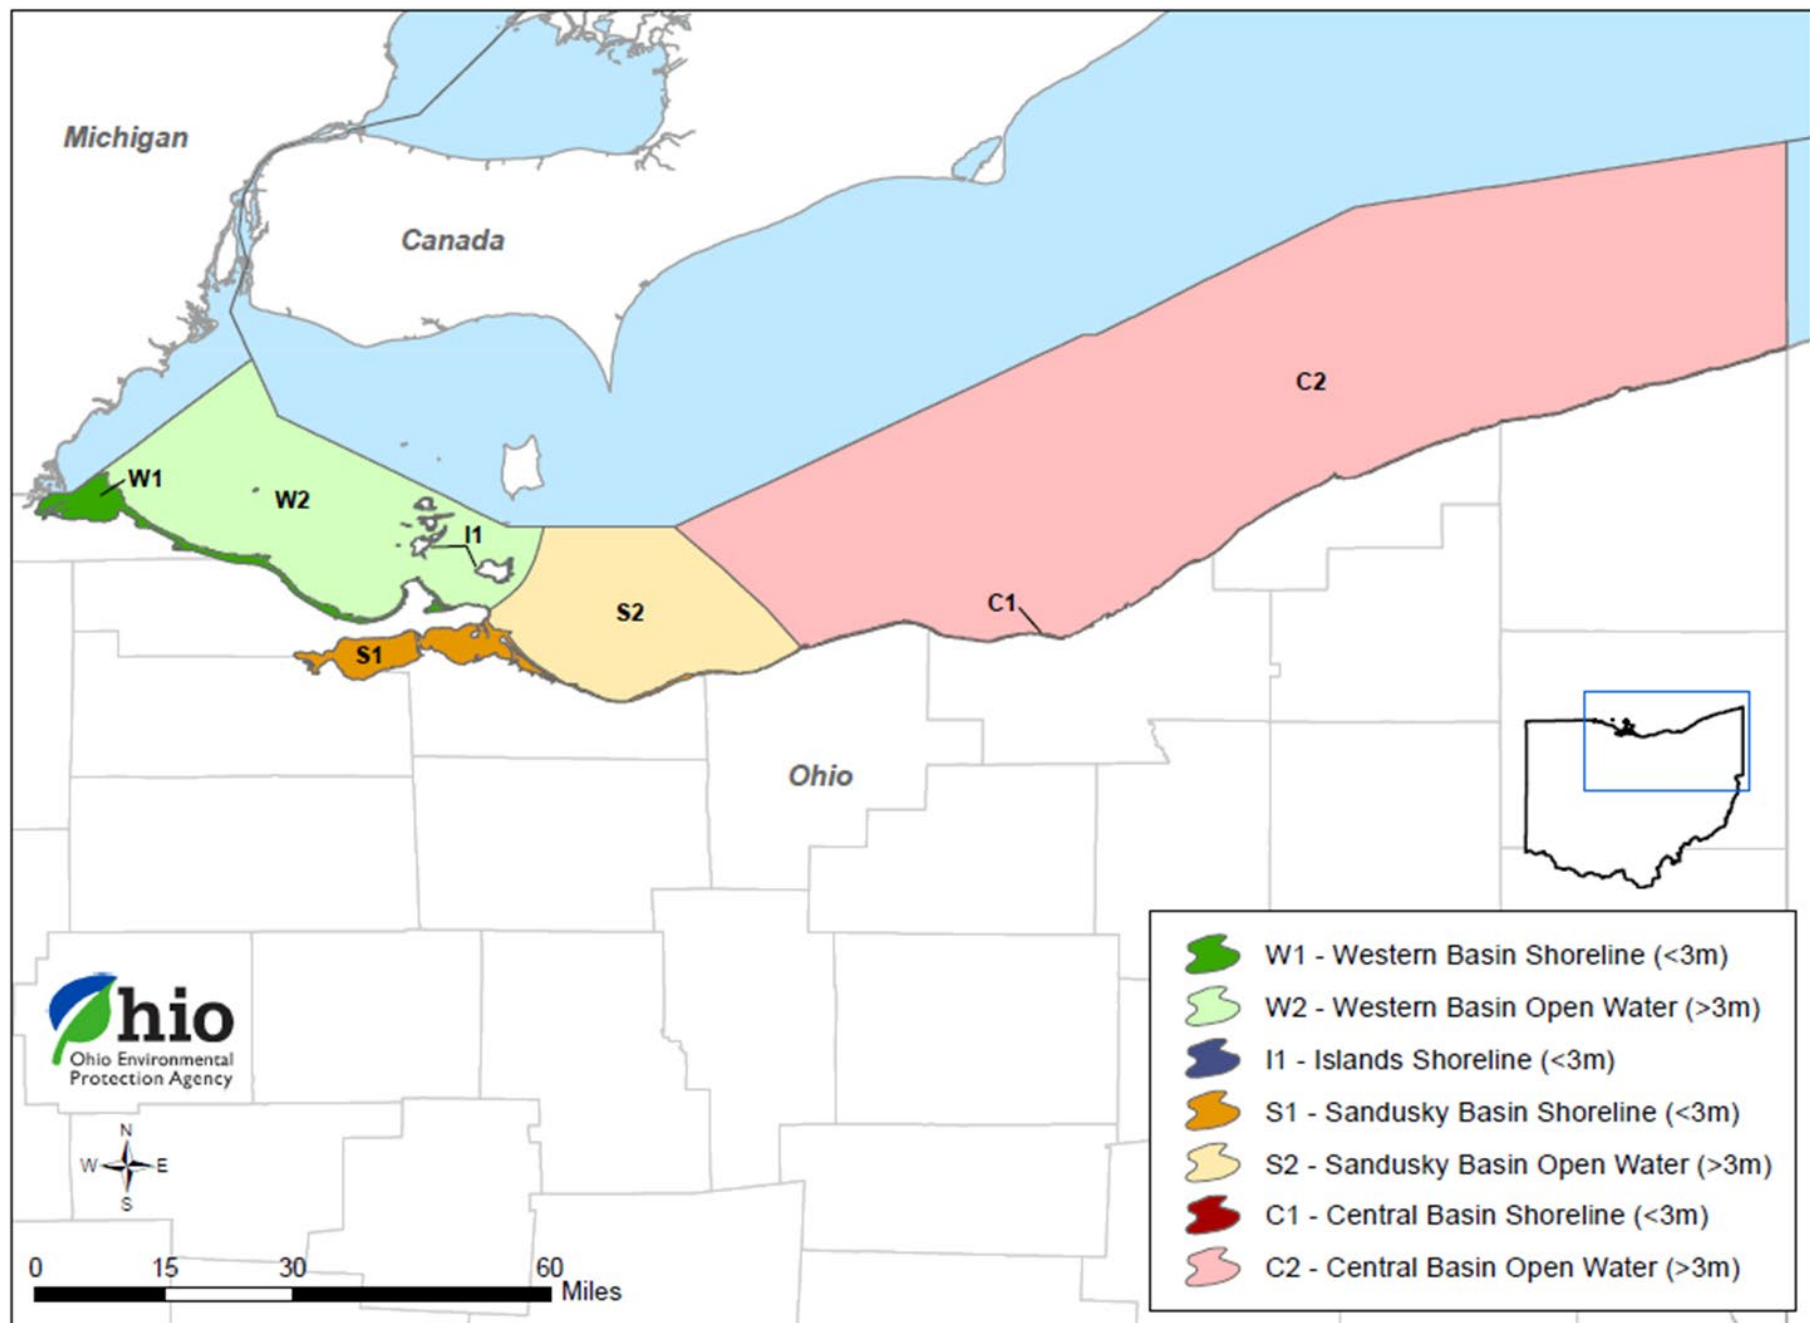 Michigan
Canada
C2
W1
W2
I1
C1
S2
S1
Ohio
W1 - Western Basin Shoreline (<3m)
W2 - Western Basin Open Water (>3m)
I1 - Islands Shoreline (<3m)
S1 - Sandusky Basin Shoreline (<3m)
S2 - Sandusky Basin Open Water (>3m)
C1 - Central Basin Shoreline (<3m)
C2 - Central Basin Open Water (>3m)
Ohio
Ohio Environmental
Protection Agency
N
W E
S
0 15 30 60
Miles